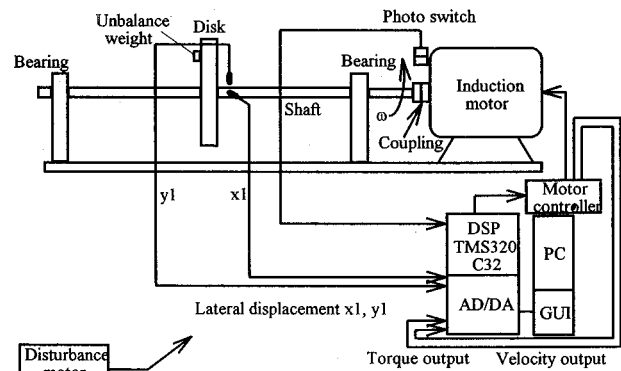 Unbalance
weight
Disk
Photo switch
Bearing
Bearing
Induction
motor
Shaft
ω
Coupling
y1
x1
Motor
controller
DSP
TMS320
C32
PC
AD/DA
GUI
Lateral displacement x1, y1
Torque output
Velocity output
Disturbance
motor